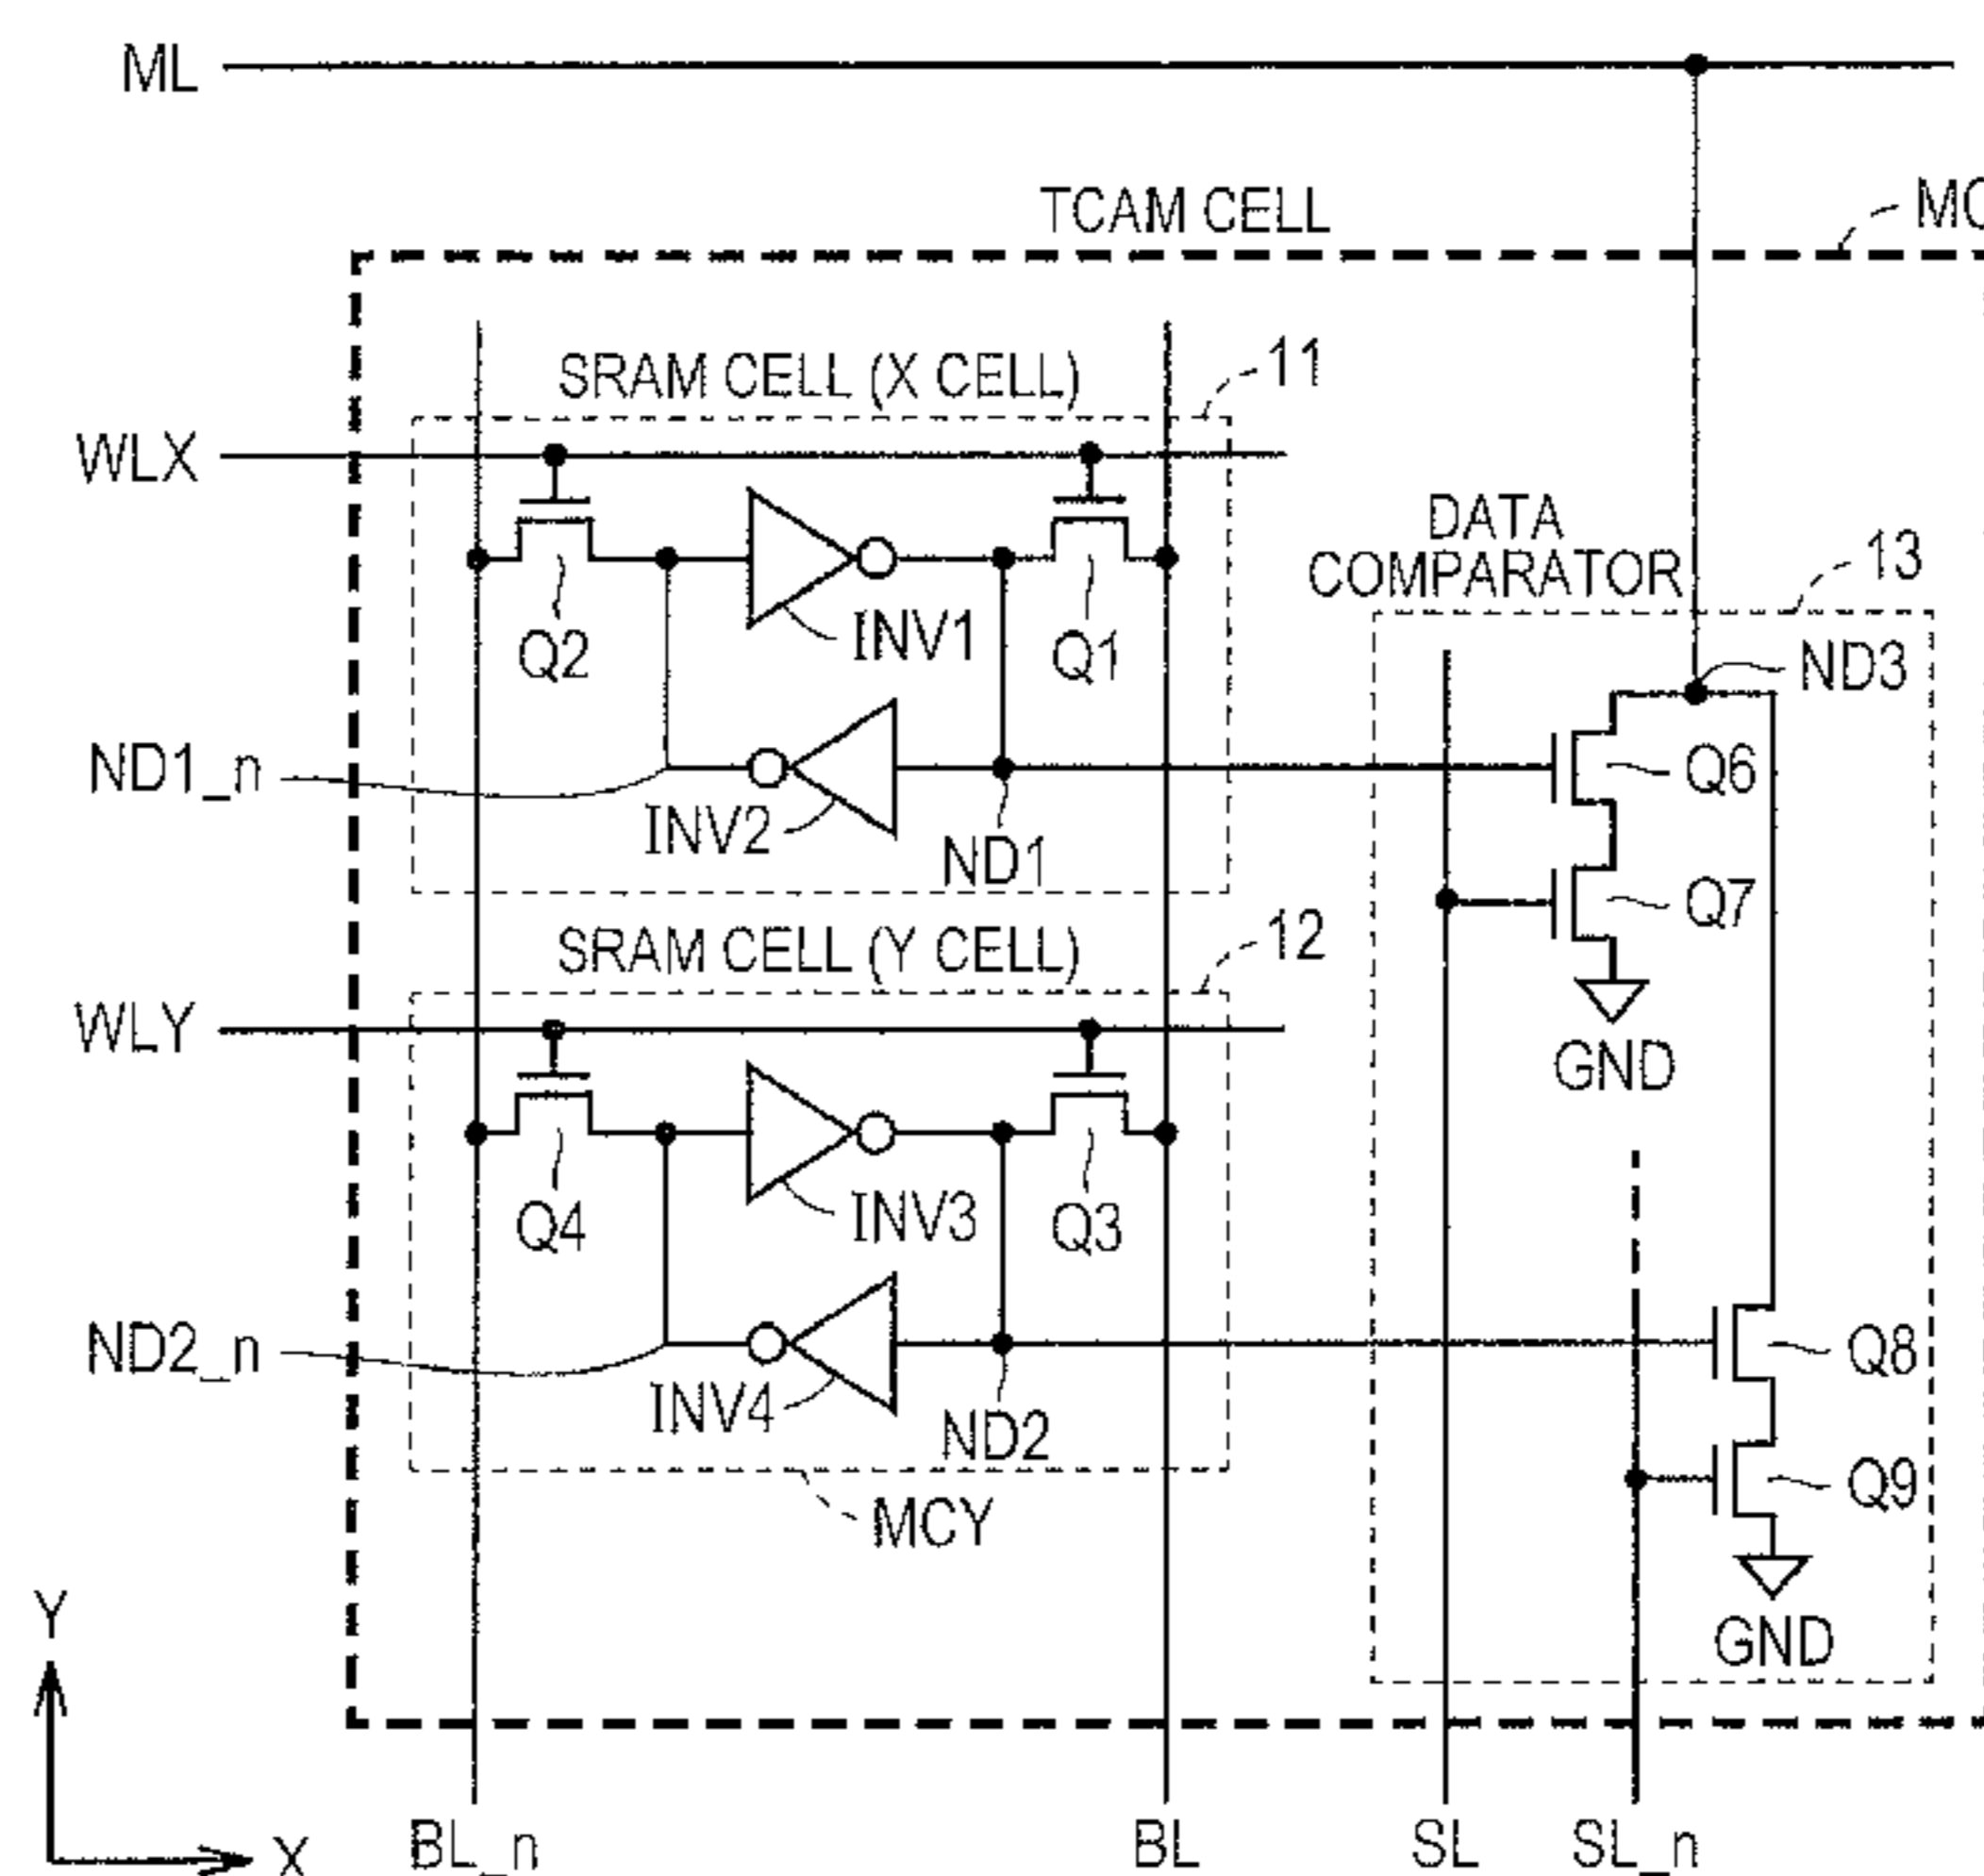 ML
TCAM CELL
MC
SRAM CELL (X CELL)
11
WLX
DATA
COMPARATOR
13
Q2
INV1
Q1
ND3
ND1_n
Q6
INV2
ND1
Q7
SRAM CELL (Y CELL)
12
WLY
GND
Q4
INV3
Q3
ND2_n
Q8
INV4
ND2
Q9
MCY
Y
GND
X
BL_n
BL
SL
SL_n